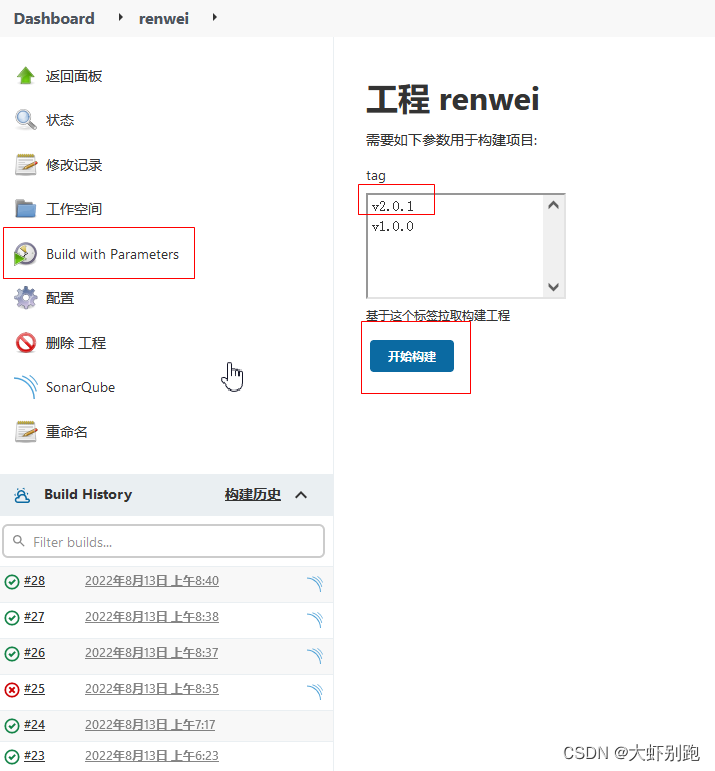 Dashboard renwei
返回面板
状态
修改记录
工作空间
Build with Parameters
配置
删除 工程
SonarQube
重命名
Build History 构建历史
Filter builds...
#28 2022年8月13日 上午8:40
#27 2022年8月13日 上午8:38
#26 2022年8月13日 上午8:37
#25 2022年8月13日 上午8:35
#24 2022年8月13日 上午7:17
#23 2022年8月13日 上午6:23
工程 renwei
需要如下参数用于构建项目:
tag
v2.0.1
v1.0.0
基于这个标签拉取构建工程
开始构建
CSDN @大虾别跑